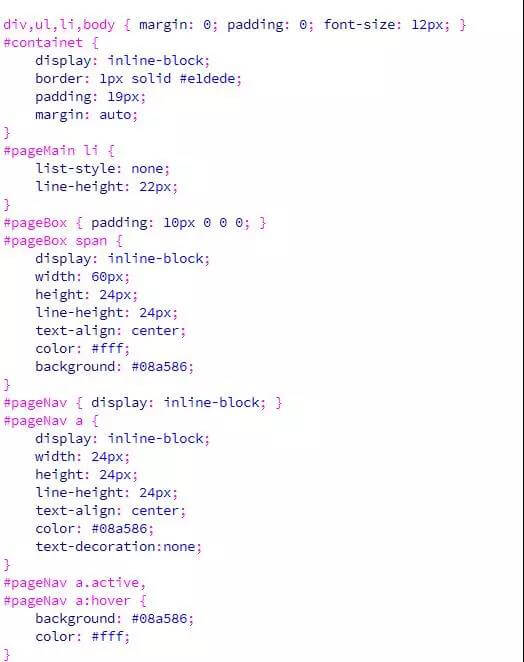 div,ul,li,body { margin: 0; padding: 0; font-size: 12px; }
#containet {
    display: inline-block;
    border: 1px solid #e1dede;
    padding: 19px;
    margin: auto;
}
#pageMain li {
    list-style: none;
    line-height: 22px;
}
#pageBox { padding: 10px 0 0 0; }
#pageBox span {
    display: inline-block;
    width: 60px;
    height: 24px;
    line-height: 24px;
    text-align: center;
    color: #fff;
    background: #08a586;
}
#pageNav { display: inline-block; }
#pageNav a {
    display: inline-block;
    width: 24px;
    height: 24px;
    line-height: 24px;
    text-align: center;
    color: #08a586;
    text-decoration:none;
}
#pageNav a.active,
#pageNav a:hover {
    background: #08a586;
    color: #fff;
}